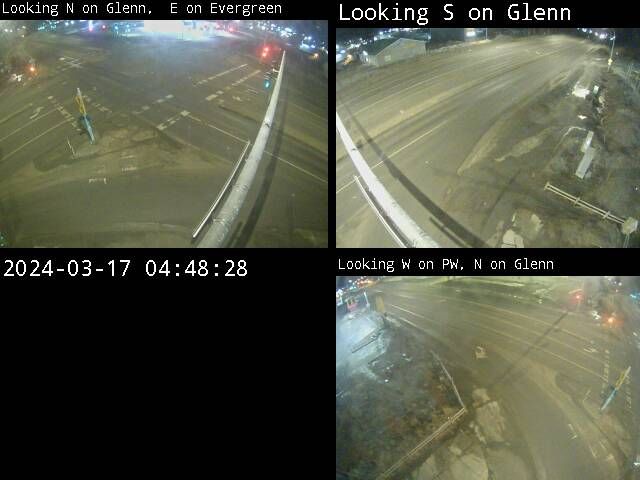 Looking N on Glenn,  E on Evergreen
Looking S on Glenn
2024-03-17 04:48:28
Looking W on PW, N on Glenn